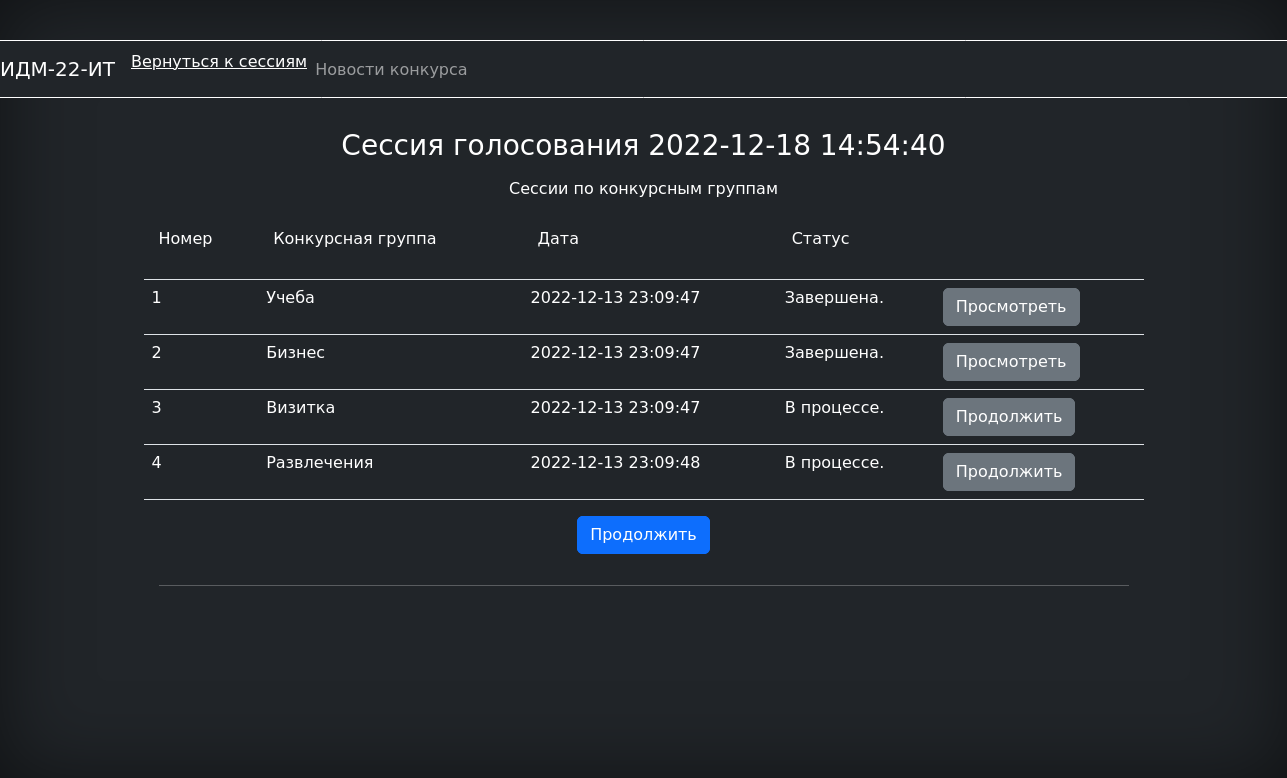 ИДМ-22-ИТ Вернуться к сессиям Новости конкурса
Сессия голосования 2022-12-18 14:54:40
Сессии по конкурсным группам
Номер Конкурсная группа Дата Статус
1 Учеба 2022-12-13 23:09:47 Завершена. Просмотреть
2 Бизнес 2022-12-13 23:09:47 Завершена. Просмотреть
3 Визитка 2022-12-13 23:09:47 В процессе. Продолжить
4 Развлечения 2022-12-13 23:09:48 В процессе. Продолжить
Продолжить